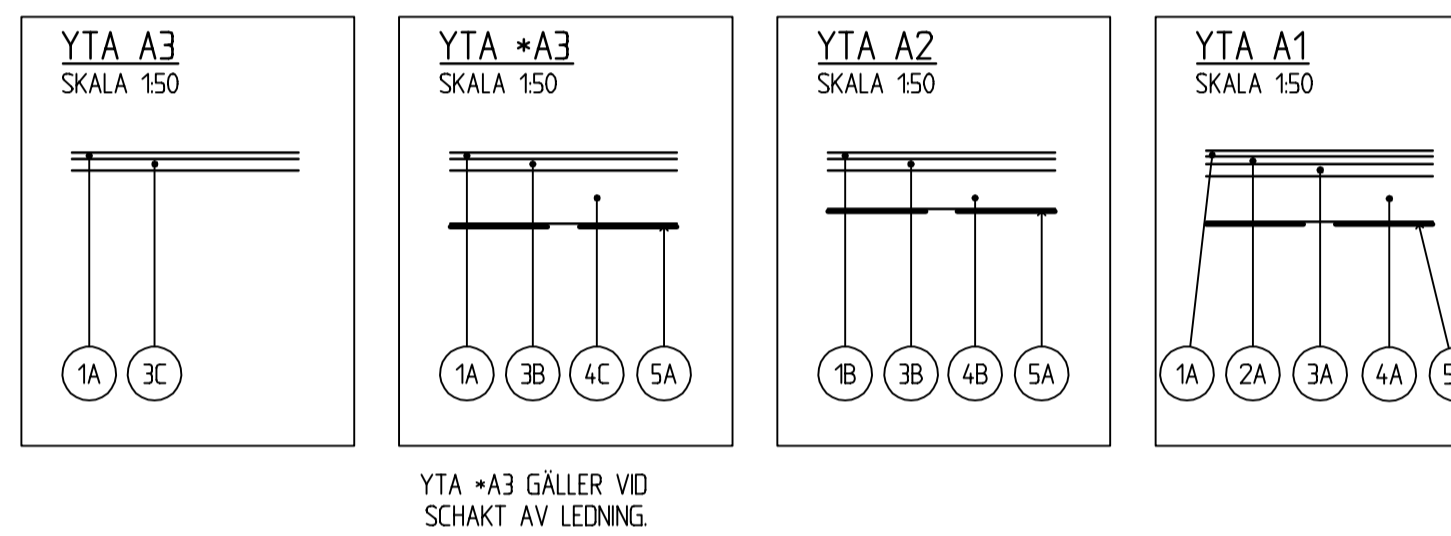 YTA A3
SKALA 1:50
1A 3C
YTA *A3
SKALA 1:50
1A 3B 4C 5A
YTA *A3 GÄLLER VID
SCHAKT AV LEDNING.
YTA A2
SKALA 1:50
1B 3B 4B 5A
YTA A1
SKALA 1:50
1A 2A 3A 4A